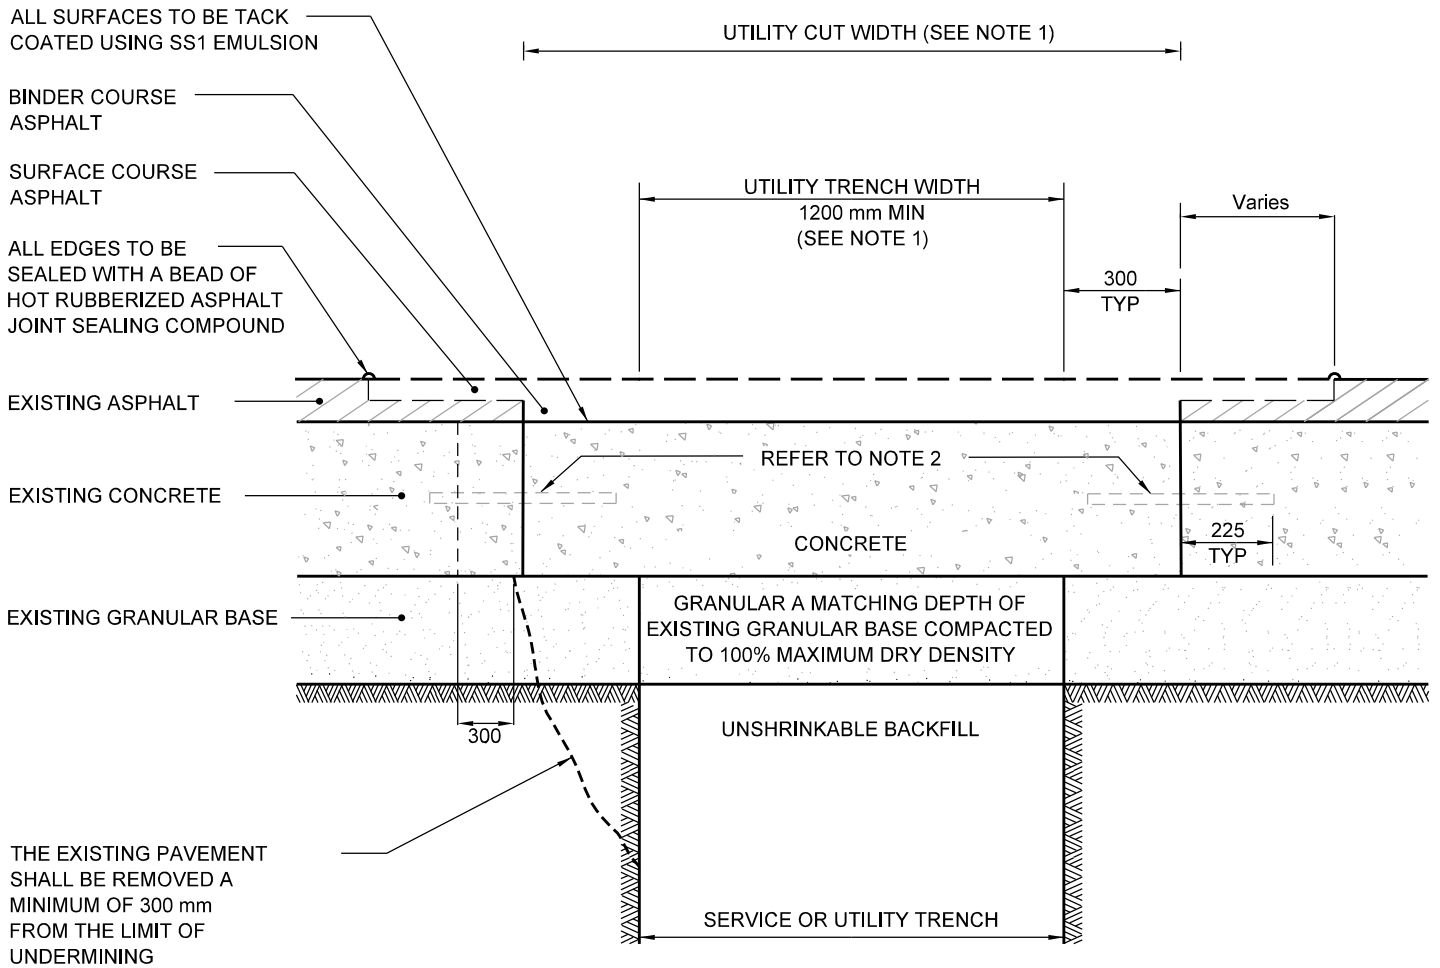 ALL SURFACES TO BE TACK
COATED USING SS1 EMULSION
UTILITY CUT WIDTH (SEE NOTE 1)
BINDER COURSE
ASPHALT
SURFACE COURSE
ASPHALT
UTILITY TRENCH WIDTH
1200 mm MIN
(SEE NOTE 1)
Varies
ALL EDGES TO BE
SEALED WITH A BEAD OF
HOT RUBBERIZED ASPHALT
JOINT SEALING COMPOUND
300
TYP
EXISTING ASPHALT
REFER TO NOTE 2
EXISTING CONCRETE
CONCRETE
225
TYP
EXISTING GRANULAR BASE
GRANULAR A MATCHING DEPTH OF
EXISTING GRANULAR BASE COMPACTED
TO 100% MAXIMUM DRY DENSITY
300
UNSHRINKABLE BACKFILL
THE EXISTING PAVEMENT
SHALL BE REMOVED A
MINIMUM OF 300 mm
FROM THE LIMIT OF
UNDERMINING
SERVICE OR UTILITY TRENCH